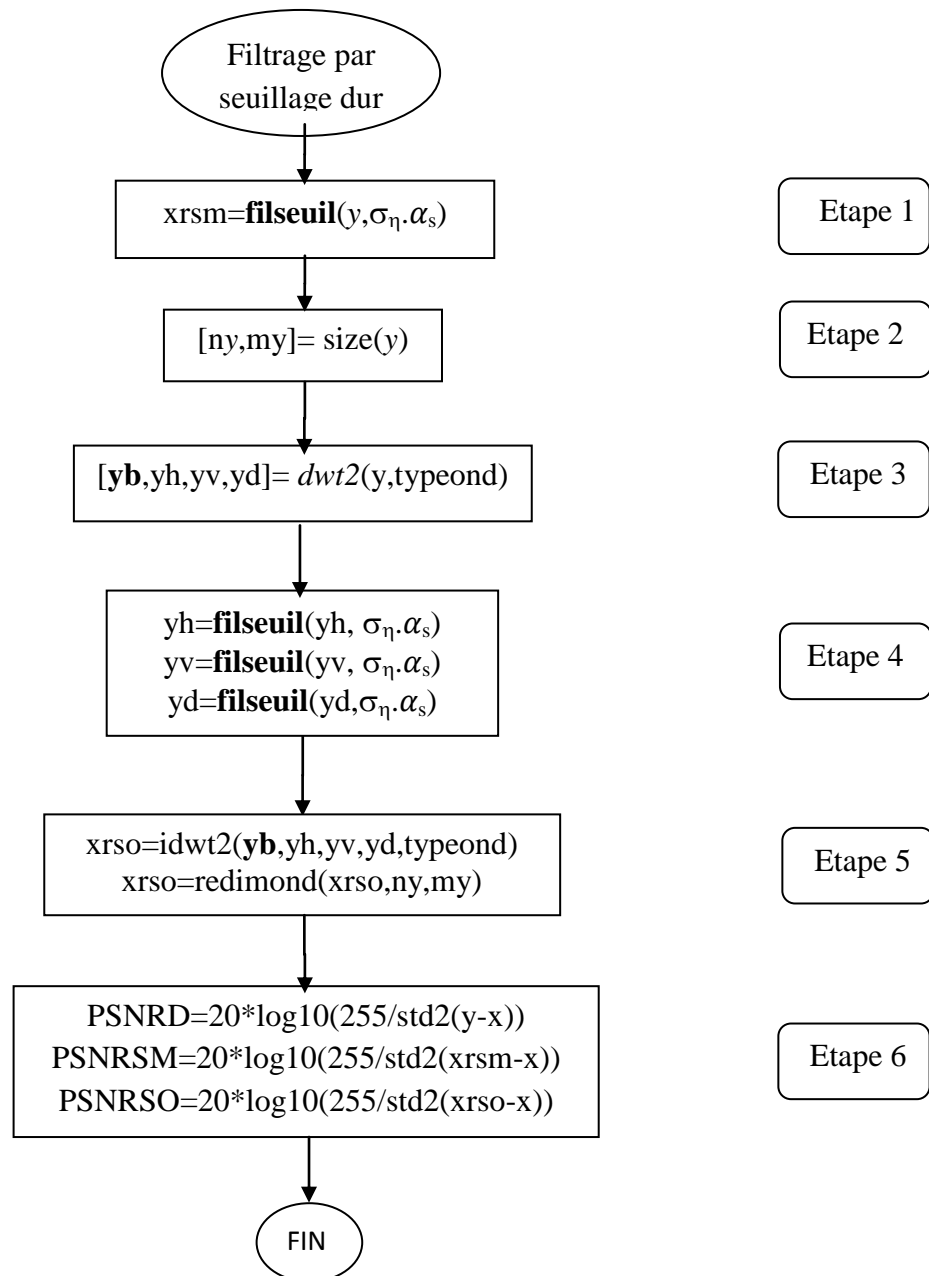 Filtrage par
seuillage dur
xrsm=filseuil(y,ση.αs)
Etape 1
[ny,my]= size(y)
Etape 2
[yb,yh,yv,yd]= dwt2(y,typeond)
Etape 3
yh=filseuil(yh, ση.αs)
yv=filseuil(yv, ση.αs)
yd=filseuil(yd,ση.αs)
Etape 4
xrso=idwt2(yb,yh,yv,yd,typeond)
xrso=redimond(xrso,ny,my)
Etape 5
PSNRD=20*log10(255/std2(y-x))
PSNRSM=20*log10(255/std2(xrsm-x))
PSNRSO=20*log10(255/std2(xrso-x))
Etape 6
FIN